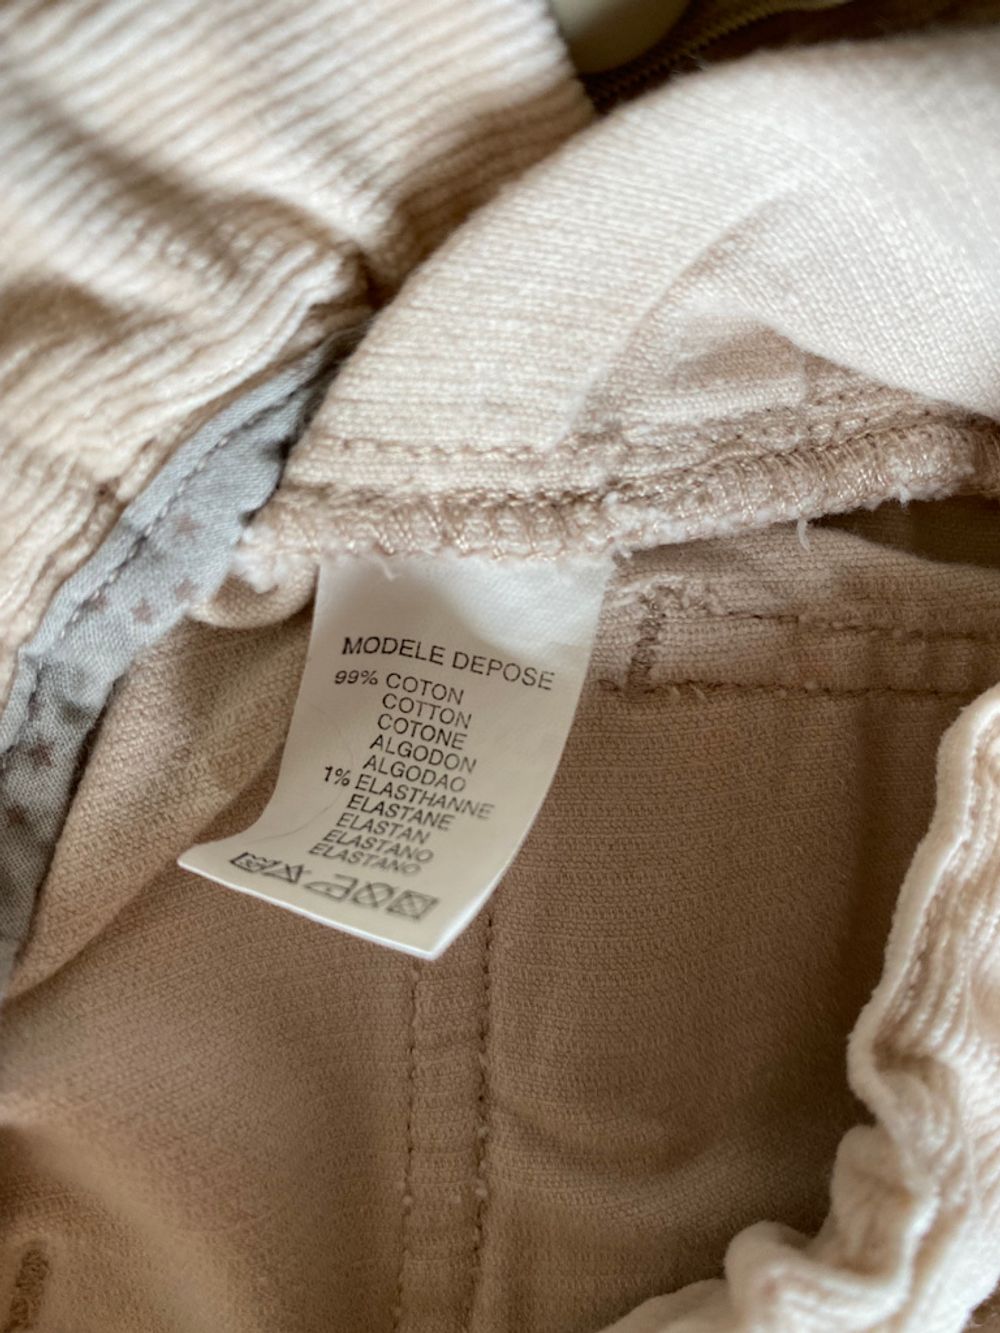 MODELE DEPOSE
99% COTON
COTTON
COTONE
ALGODON
ALGODAO
1% ELASTHANNE
ELASTANE
ELASTAN
ELASTANO
ELASTANO